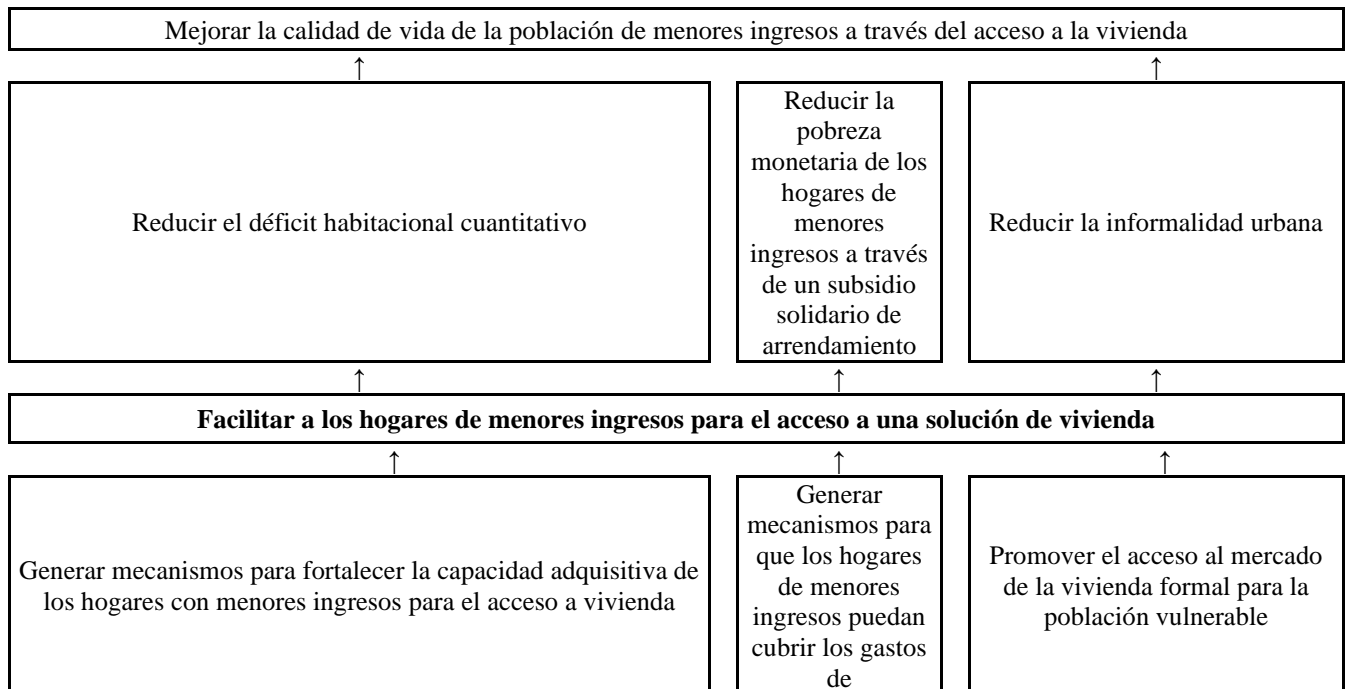 Mejorar la calidad de vida de la población de menores ingresos a través del acceso a la vivienda
↑ ↑
Reducir el déficit habitacional cuantitativo
Reducir la
pobreza
monetaria de los
hogares de
menores
ingresos a través
de un subsidio
solidario de
arrendamiento
Reducir la informalidad urbana
↑ ↑ ↑
Facilitar a los hogares de menores ingresos para el acceso a una solución de vivienda
↑ ↑ ↑
Generar mecanismos para fortalecer la capacidad adquisitiva de
los hogares con menores ingresos para el acceso a vivienda
Generar
mecanismos para
que los hogares
de menores
ingresos puedan
cubrir los gastos
de
Promover el acceso al mercado
de la vivienda formal para la
población vulnerable